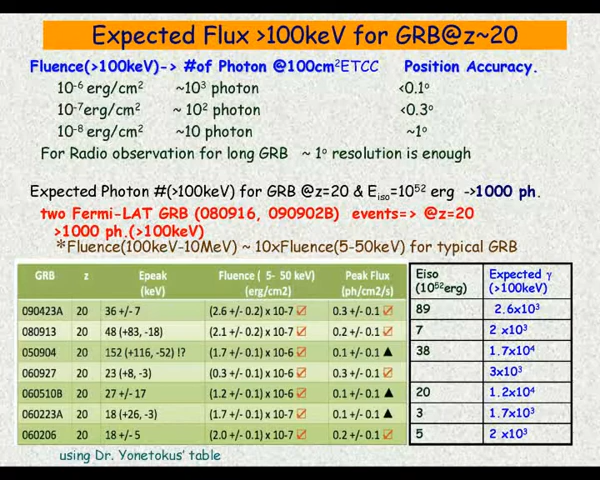 Expected Flux >100keV for GRB@z~20
Fluence(>100keV)-> #of Photon @100cm²ETCC Position Accuracy.
10⁻⁶ erg/cm² ~10³ photon <0.1°
10⁻⁷erg/cm² ~ 10² photon <0.3°
10⁻⁸ erg/cm² ~10 photon ~1°
For Radio observation for long GRB ~ 1° resolution is enough
Expected Photon #(>100keV) for GRB @z=20 & Eiso=10⁵² erg ->1000 ph.
two Fermi-LAT GRB (080916, 090902B) events=> @z=20
>1000 ph.(>100keV)
*Fluence(100keV-10MeV) ~ 10xFluence(5-50keV) for typical GRB
GRB z Epeak (keV) Fluence ( 5- 50 keV) (erg/cm2) Peak Flux (ph/cm2/s) Eiso (10⁵²erg) Expected γ (>100keV)
090423A 20 36 +/- 7 (2.6 +/- 0.2) x 10-7 ☑ 0.3 +/- 0.1 ☑ 89 2.6x10³
080913 20 48 (+83, -18) (2.1 +/- 0.2) x 10-7 ☑ 0.2 +/- 0.1 ☑ 7 2 x10³
050904 20 152 (+116, -52) !? (1.7 +/- 0.1) x 10-6 ☑ 0.1 +/- 0.1 ▲ 38 1.7x10⁴
060927 20 23 (+8, -3) (0.3 +/- 0.1) x 10-6 ☑ 0.3 +/- 0.1 ☑ 3x10³
060510B 20 27 +/- 17 (1.2 +/- 0.1) x 10-6 ☑ 0.1 +/- 0.1 ▲ 20 1.2x10⁴
060223A 20 18 (+26, -3) (1.7 +/- 0.1) x 10-7 ☑ 0.1 +/- 0.1 ▲ 3 1.7x10³
060206 20 18 +/- 5 (2.0 +/- 0.1) x 10-7 ☑ 0.2 +/- 0.1 ☑ 5 2 x10³
using Dr. Yonetokus' table